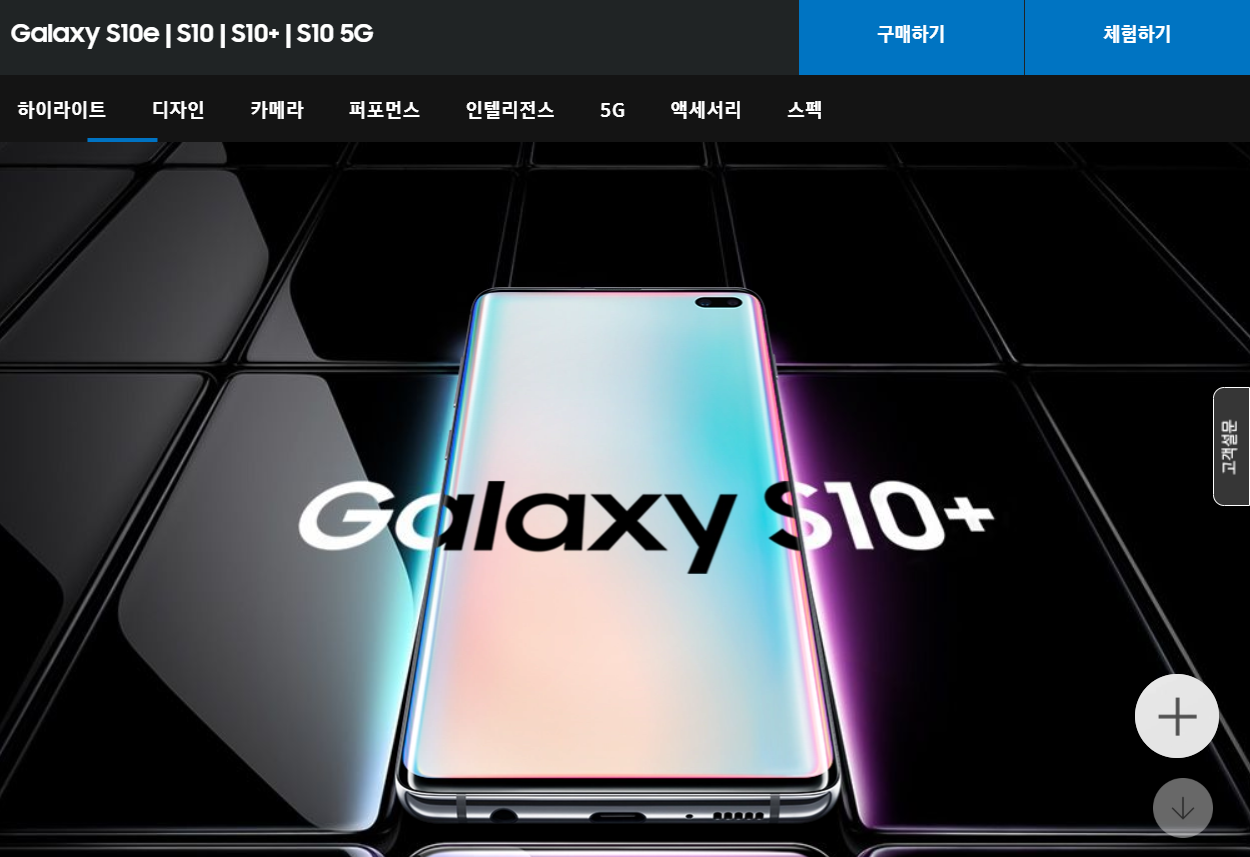 Galaxy S10e | S10 | S10+ | S10 5G
구매하기
체험하기
하이라이트 디자인 카메라 퍼포먼스 인텔리전스 5G 액세서리 스펙
Galaxy S10+
고객설문